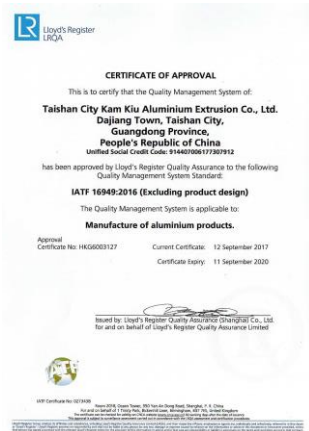 Lloyd's Register
LRQA
LR
CERTIFICATE OF APPROVAL
This is to certify that the Quality Management System of:
Taishan City Kam Kiu Aluminium Extrusion Co., Ltd.
Dajiang Town, Taishan City,
Guangdong Province,
People's Republic of China
Unified Social Credit Code: 914407006177307912
has been approved by Lloyd's Register Quality Assurance to the following
Quality Management System Standard:
IATF 16949:2016 (Excluding product design)
The Quality Management System is applicable to:
Manufacture of aluminium products.
Approval
Certificate No: HKG6003127
Current Certificate: 12 September 2017
Certificate Expiry: 11 September 2020
Issued by: Lloyd's Register Quality Assurance (Shanghai) Co., Ltd.
for and on behalf of Lloyd's Register Quality Assurance Limited
IATF Certificate No: 0273439